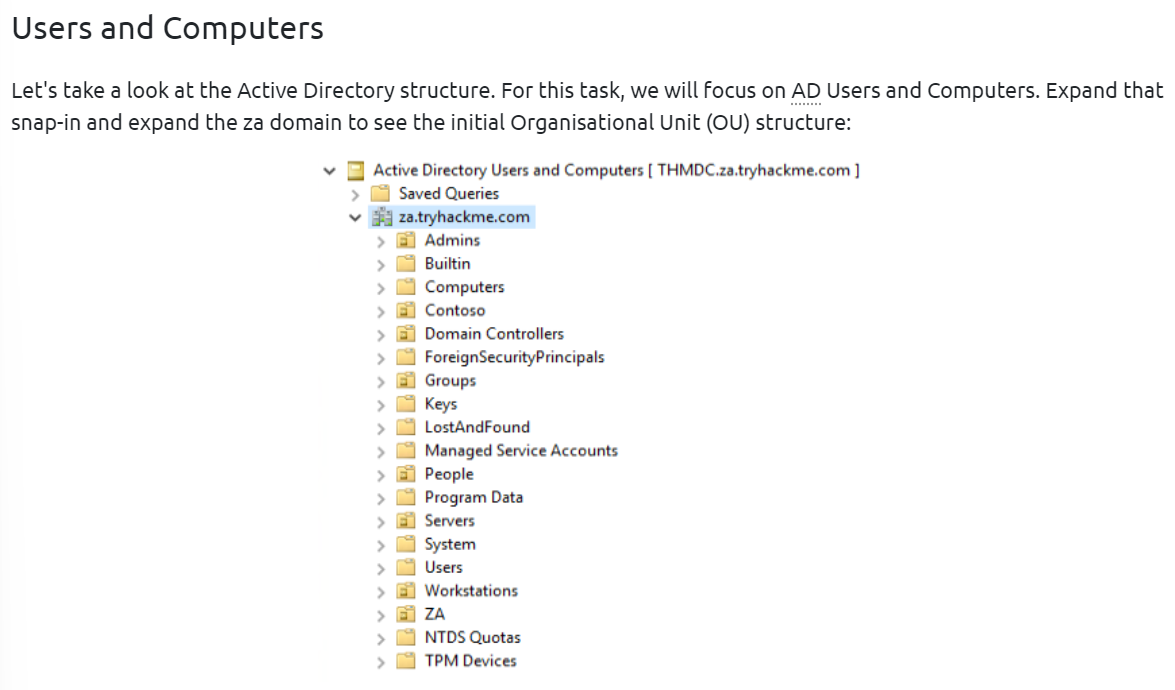 Users and Computers
Let's take a look at the Active Directory structure. For this task, we will focus on AD Users and Computers. Expand that
snap-in and expand the za domain to see the initial Organisational Unit (OU) structure:
Active Directory Users and Computers [ THMDC.za.tryhackme.com ]
Saved Queries
za.tryhackme.com
Admins
Builtin
Computers
Contoso
Domain Controllers
ForeignSecurityPrincipals
Groups
Keys
LostAndFound
Managed Service Accounts
People
Program Data
Servers
System
Users
Workstations
ZA
NTDS Quotas
TPM Devices